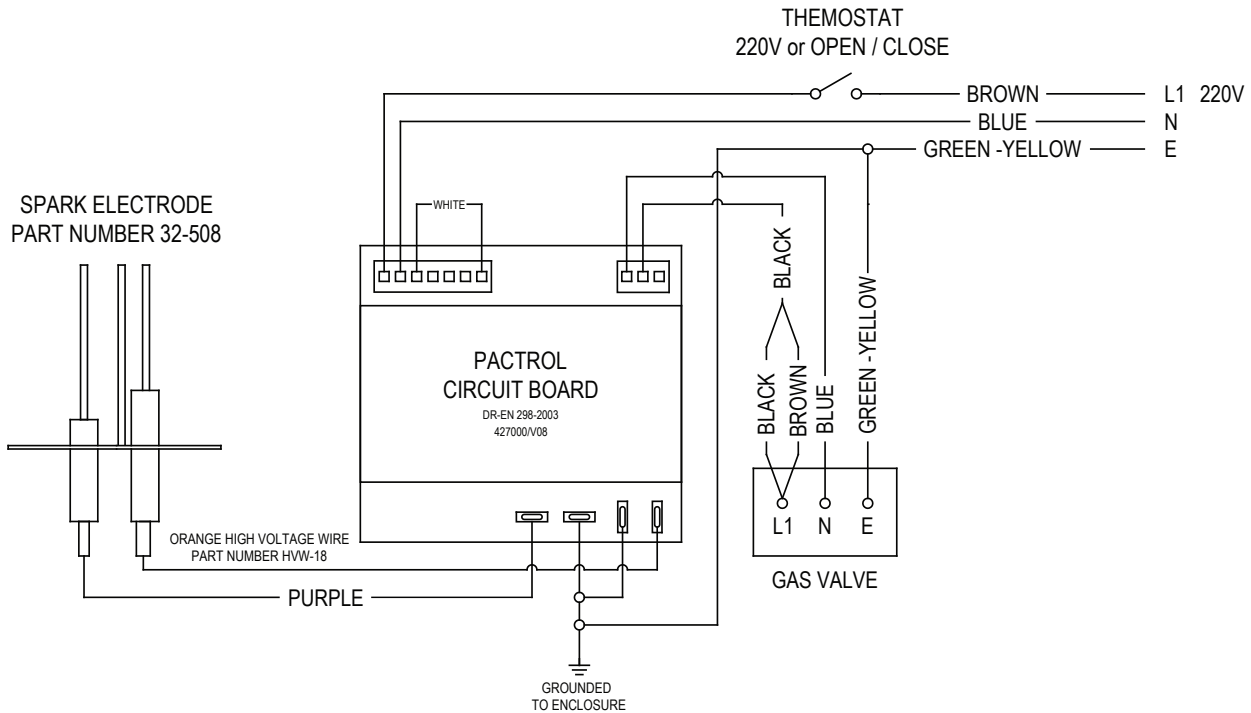 THEMOSTAT
220V or OPEN / CLOSE
BROWN
L1 220V
BLUE
N
GREEN -YELLOW
E
SPARK ELECTRODE
PART NUMBER 32-508
WHITE
BLACK
PACTROL
CIRCUIT BOARD
DR-EN 298-2003
427000/V08
BLACK
BROWN
BLUE
GREEN -YELLOW
L1 N E
GAS VALVE
ORANGE HIGH VOLTAGE WIRE
PART NUMBER HVW-18
PURPLE
GROUNDED
TO ENCLOSURE